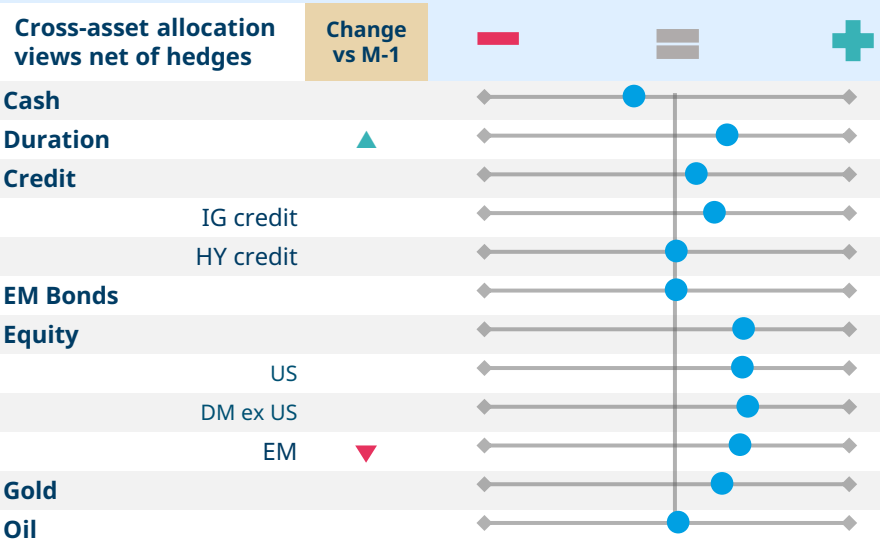 Cross-asset allocation
views net of hedges
Change
vs M-1
Cash
Duration
Credit
IG credit
HY credit
EM Bonds
Equity
US
DM ex US
EM
Gold
Oil